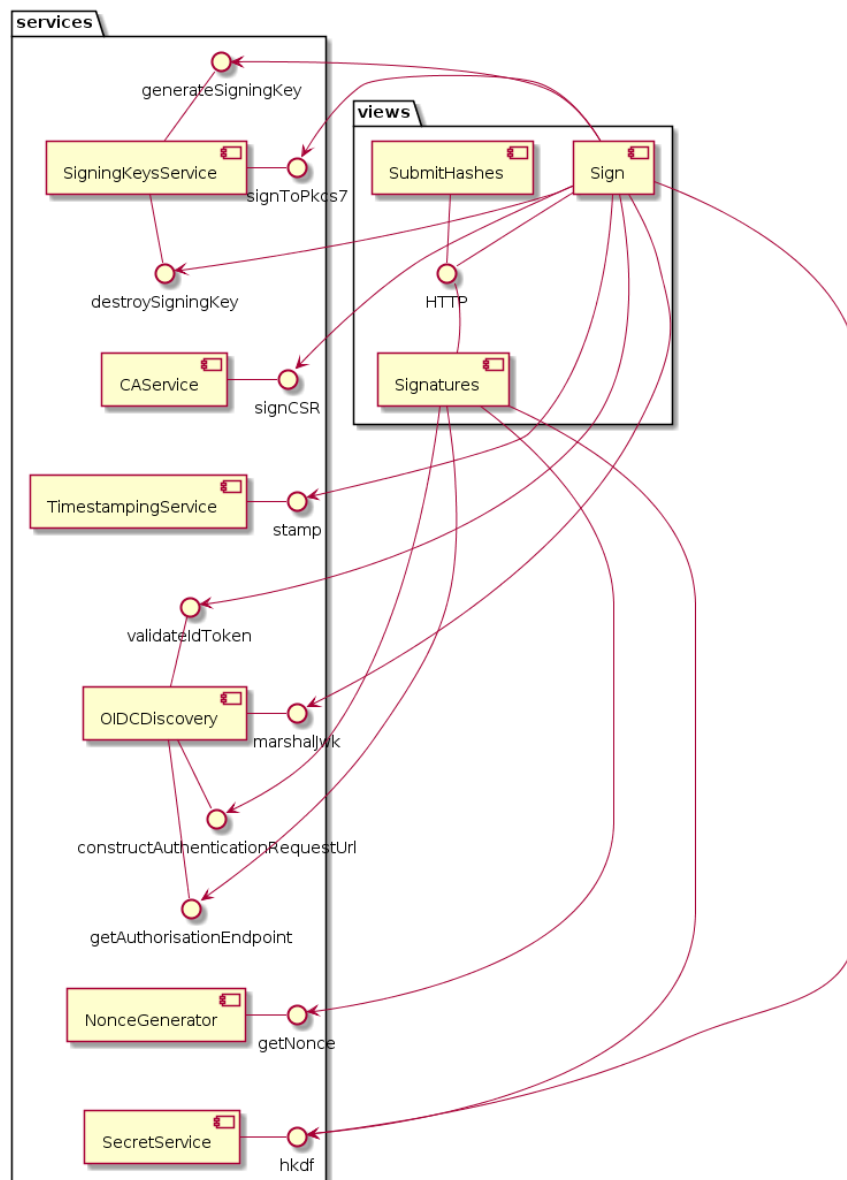 services
generateSigningKey
views
SigningKeysService
SubmitHashes
Sign
signToPkcs7
destroySigningKey
HTTP
CAService
Signatures
signCSR
TimestampingService
stamp
validateIdToken
OIDCDiscovery
marshalJwk
constructAuthenticationRequestUrl
getAuthorisationEndpoint
NonceGenerator
getNonce
SecretService
hkdf